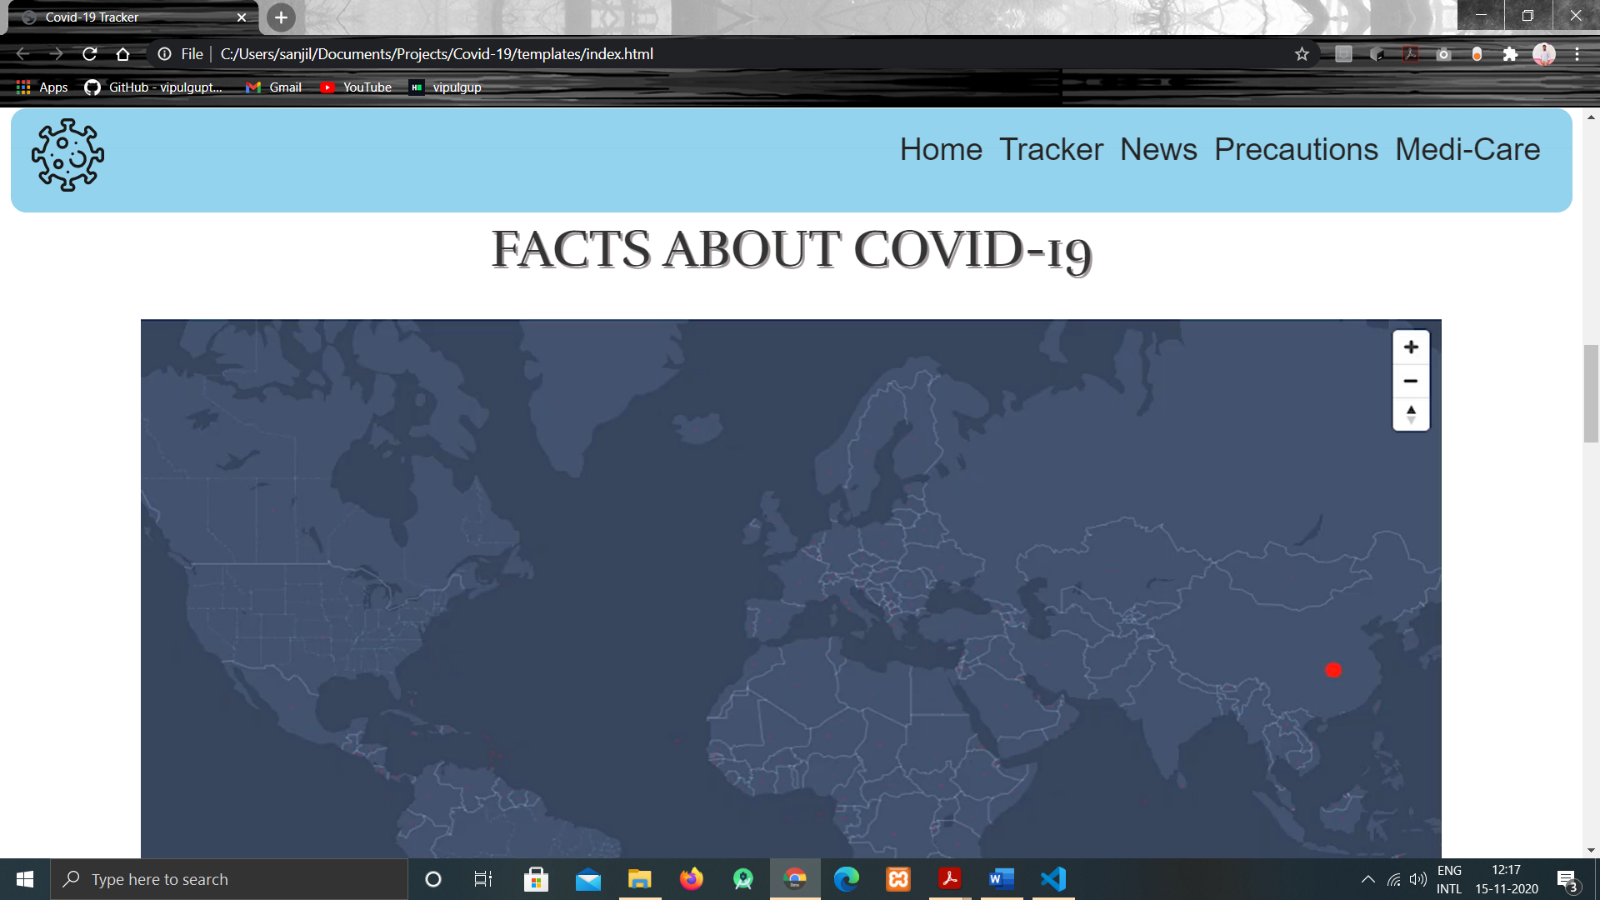 Covid-19 Tracker
File C:/Users/sanjil/Documents/Projects/Covid-19/templates/index.html
Apps GitHub - vipulgupt... Gmail YouTube vipulgup
Home Tracker News Precautions Medi-Care
FACTS ABOUT COVID-19
Type here to search
ENG 12:17
INTL 15-11-2020 3